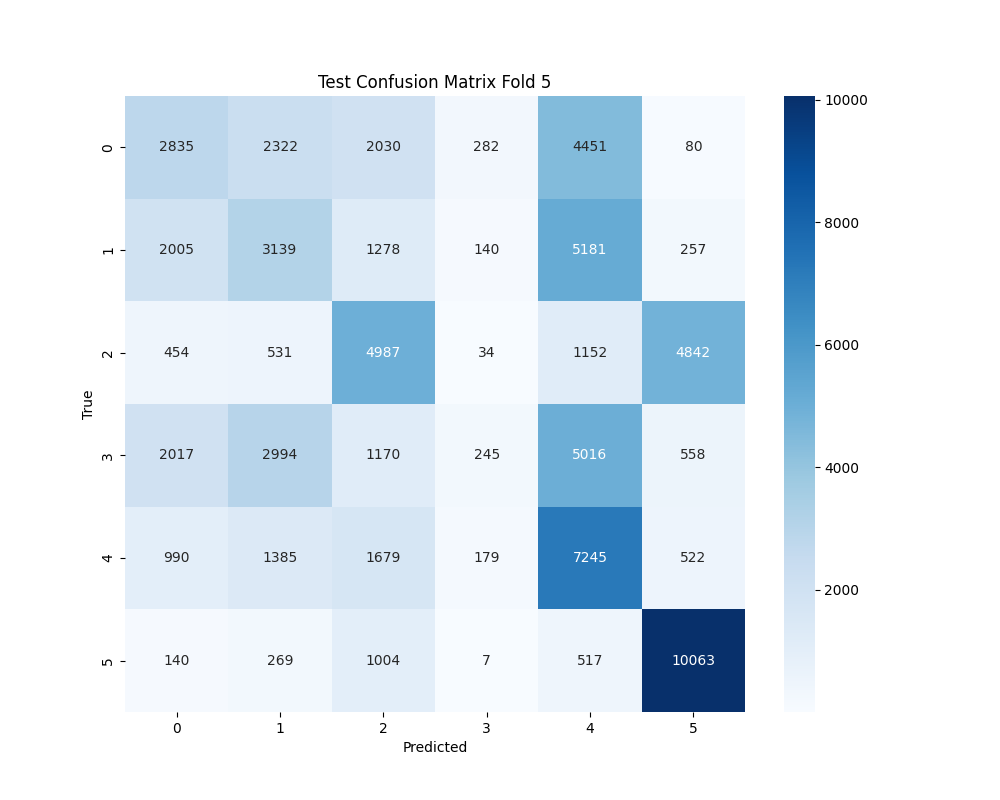 Test Confusion Matrix Fold 5
True
0 2835 2322 2030 282 4451 80
1 2005 3139 1278 140 5181 257
2 454 531 4987 34 1152 4842
3 2017 2994 1170 245 5016 558
4 990 1385 1679 179 7245 522
5 140 269 1004 7 517 10063
0 1 2 3 4 5
Predicted
10000
8000
6000
4000
2000